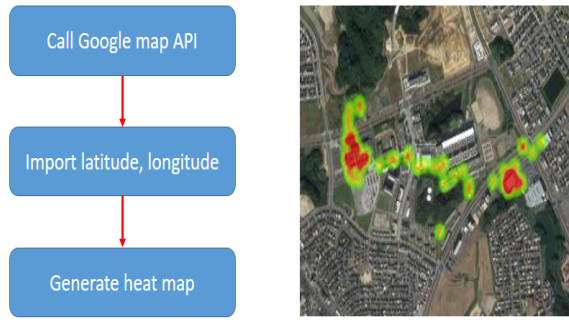 Call Google map API
Import latitude, longitude
Generate heat map